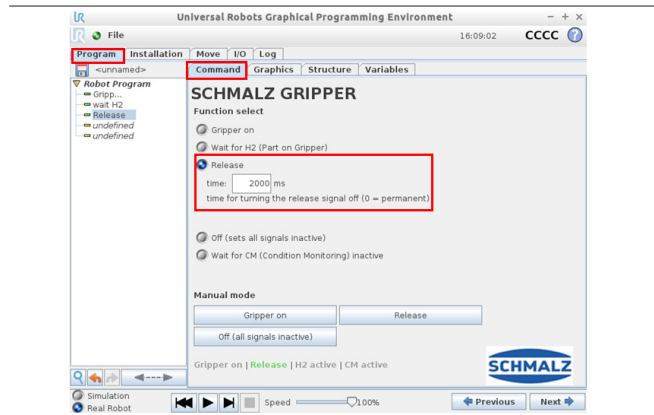 Universal Robots Graphical Programming Environment
File
16:09:02
CCCC
?
Program
Installation
Move
I/O
Log
<unnamed>
Command
Graphics
Structure
Variables
Robot Program
Gripp...
wait H2
Release
undefined
undefined
SCHMALZ GRIPPER
Function select
Gripper on
Wait for H2 (Part on Gripper)
Release
time: 2000 ms
time for turning the release signal off (0 = permanent)
Off (sets all signals inactive)
Wait for CM (Condition Monitoring) inactive
Manual mode
Gripper on
Release
Off (all signals inactive)
Gripper on | Release | H2 active | CM active
SCHMALZ
Simulation
Real Robot
Speed
100%
Previous
Next